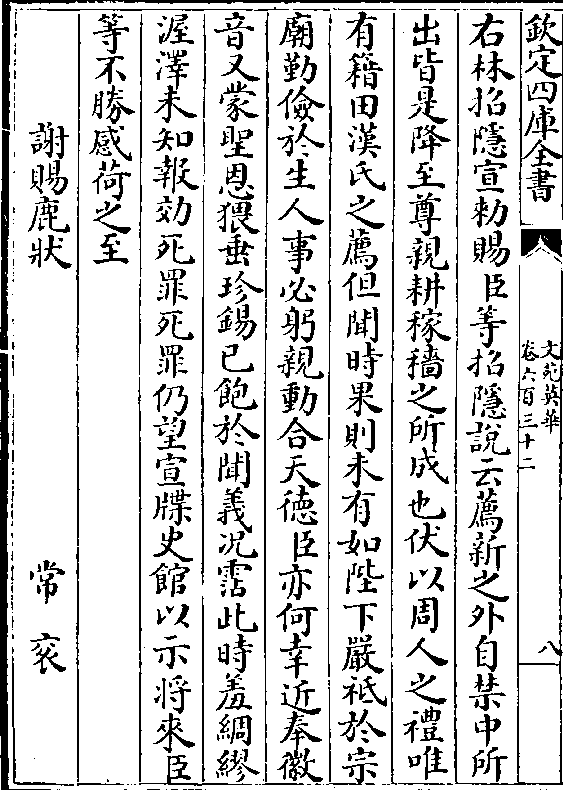 欽定四庫全書
文苑英華
卷六百三十二
八
右林招隱宣勅賜臣等招隱說云薦新之外自禁中所
出皆是降至尊親耕稼穡之所成也伏以周人之禮唯
有籍田漢氏之薦但聞時果則未有如陛下嚴祗於宗
廟勤儉於生人事必躬親動合天德臣亦何幸近奉徽
音又蒙聖恩猥垂珍錫已飽於聞義况霑此時羞綢繆
渥澤未知報効死罪死罪仍望宣牒史館以示將來臣
等不勝感荷之至
謝賜鹿狀 常衮